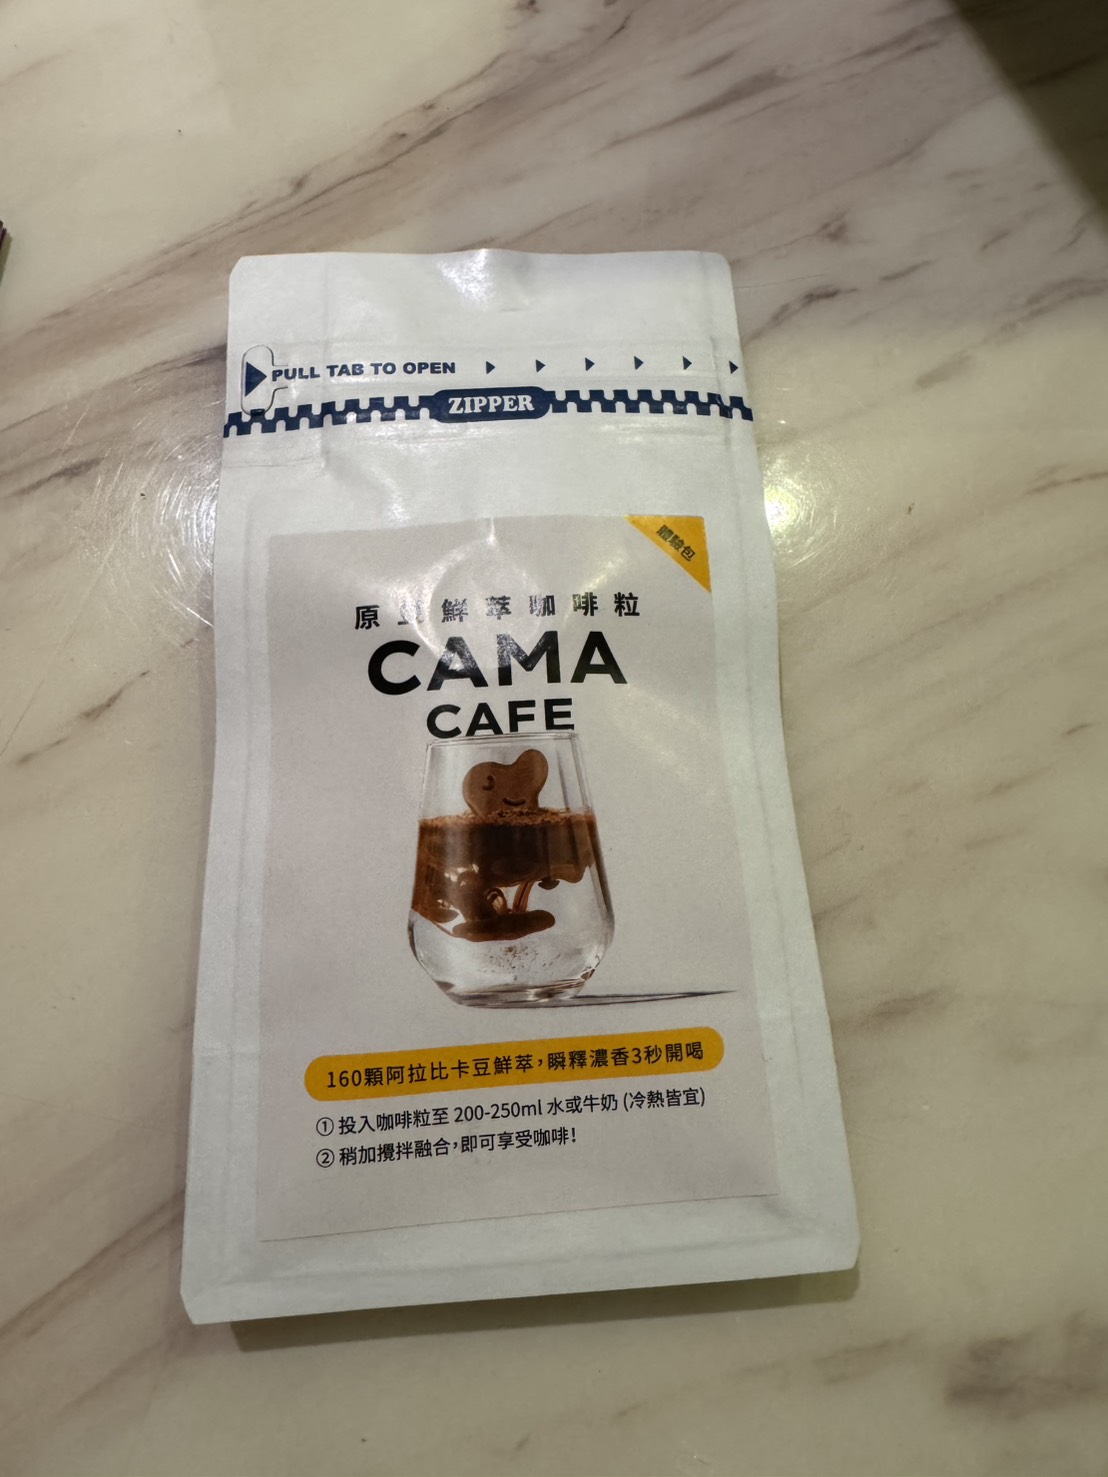 PULL TAB TO OPEN
ZIPPER
體驗包
原豆鮮萃咖啡粒
CAMA
CAFE
160顆阿拉比卡豆鮮萃,瞬釋濃香3秒開喝
① 投入咖啡粒至 200-250ml 水或牛奶 (冷熱皆宜)
② 稍加攪拌融合,即可享受咖啡!